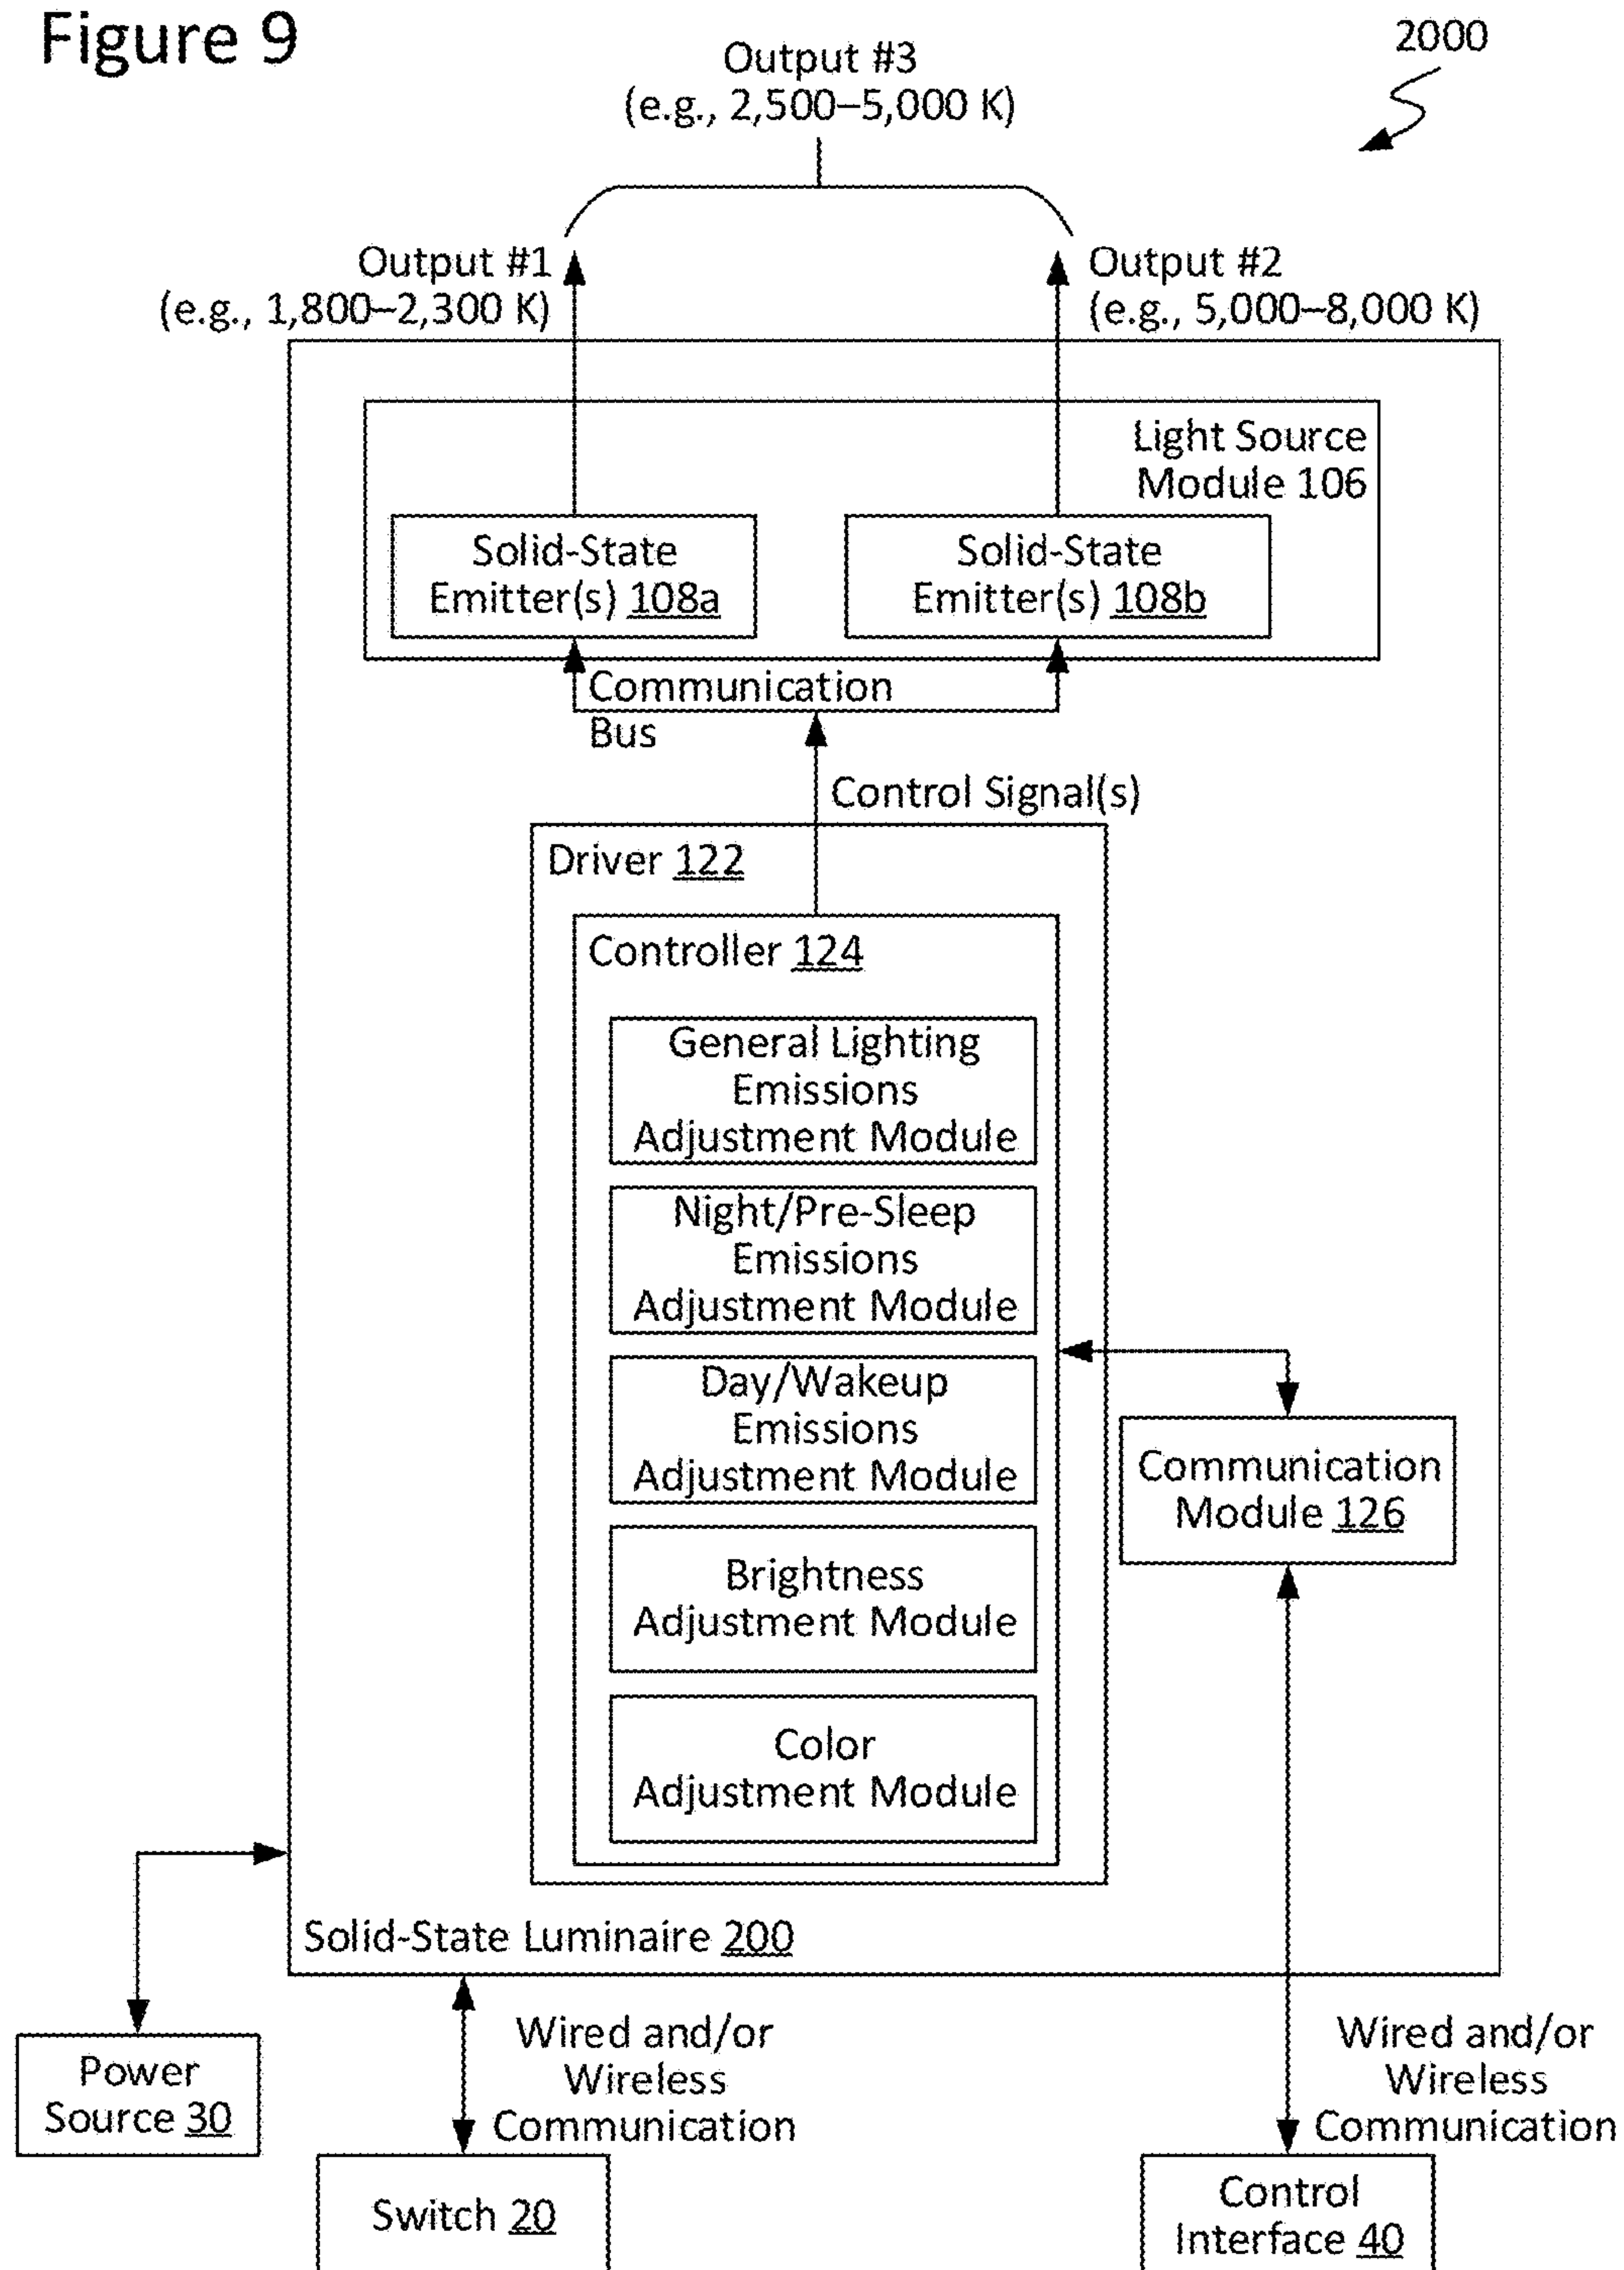 Figure 9
2000
Output #3
(e.g., 2,500–5,000 K)
Output #1
(e.g., 1,800–2,300 K)
Output #2
(e.g., 5,000–8,000 K)
Light Source
Module 106
Solid-State
Emitter(s) 108a
Solid-State
Emitter(s) 108b
Communication
Bus
Control Signal(s)
Driver 122
Controller 124
General Lighting
Emissions
Adjustment Module
Night/Pre-Sleep
Emissions
Adjustment Module
Day/Wakeup
Emissions
Adjustment Module
Communication
Module 126
Brightness
Adjustment Module
Color
Adjustment Module
Solid-State Luminaire 200
Power
Source 30
Wired and/or
Wireless
Communication
Wired and/or
Wireless
Communication
Switch 20
Control
Interface 40